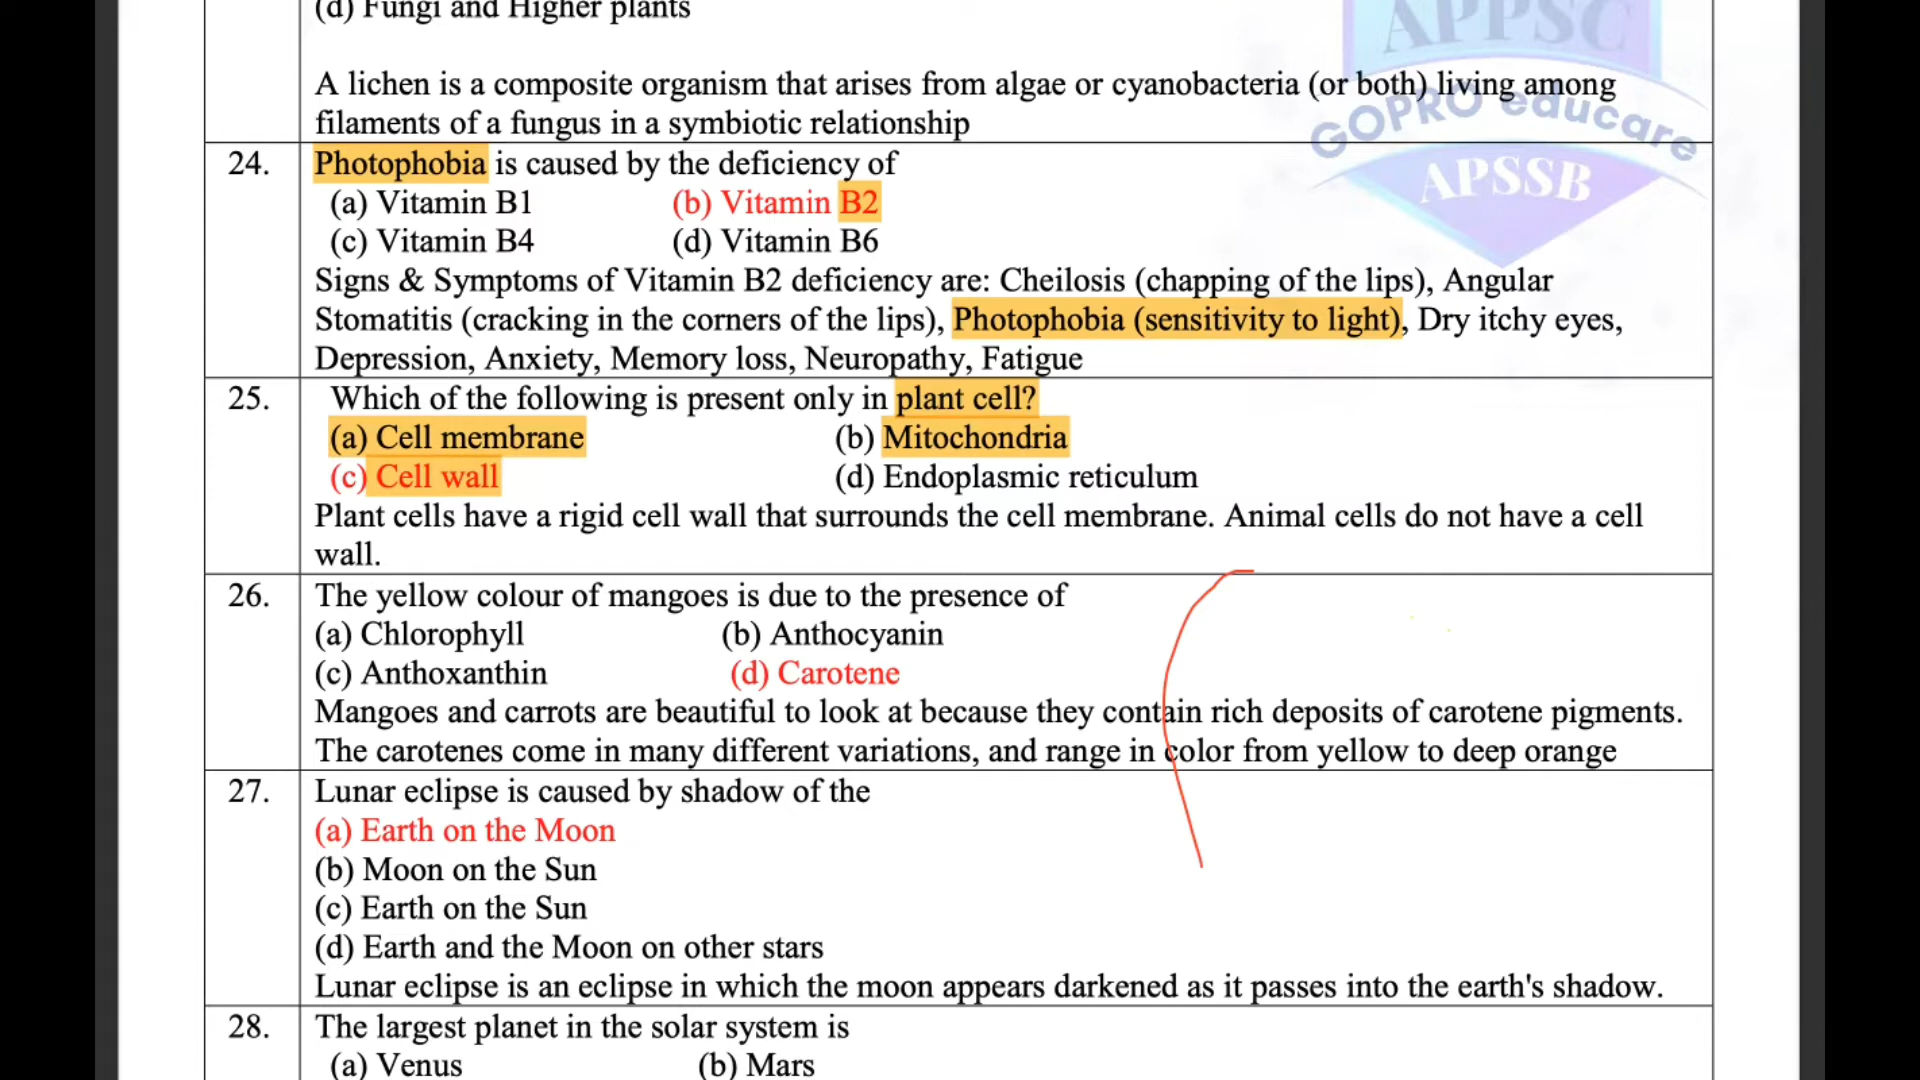 (d) Fungi and Higher plants
A lichen is a composite organism that arises from algae or cyanobacteria (or both) living among
filaments of a fungus in a symbiotic relationship
APPSC
GOPRO educare
APSSB
24. Photophobia is caused by the deficiency of
(a) Vitamin B1 (b) Vitamin B2
(c) Vitamin B4 (d) Vitamin B6
Signs & Symptoms of Vitamin B2 deficiency are: Cheilosis (chapping of the lips), Angular
Stomatitis (cracking in the corners of the lips), Photophobia (sensitivity to light), Dry itchy eyes,
Depression, Anxiety, Memory loss, Neuropathy, Fatigue
25. Which of the following is present only in plant cell?
(a) Cell membrane (b) Mitochondria
(c) Cell wall (d) Endoplasmic reticulum
Plant cells have a rigid cell wall that surrounds the cell membrane. Animal cells do not have a cell
wall.
26. The yellow colour of mangoes is due to the presence of
(a) Chlorophyll (b) Anthocyanin
(c) Anthoxanthin (d) Carotene
Mangoes and carrots are beautiful to look at because they contain rich deposits of carotene pigments.
The carotenes come in many different variations, and range in color from yellow to deep orange
27. Lunar eclipse is caused by shadow of the
(a) Earth on the Moon
(b) Moon on the Sun
(c) Earth on the Sun
(d) Earth and the Moon on other stars
Lunar eclipse is an eclipse in which the moon appears darkened as it passes into the earth's shadow.
28. The largest planet in the solar system is
(a) Venus (b) Mars